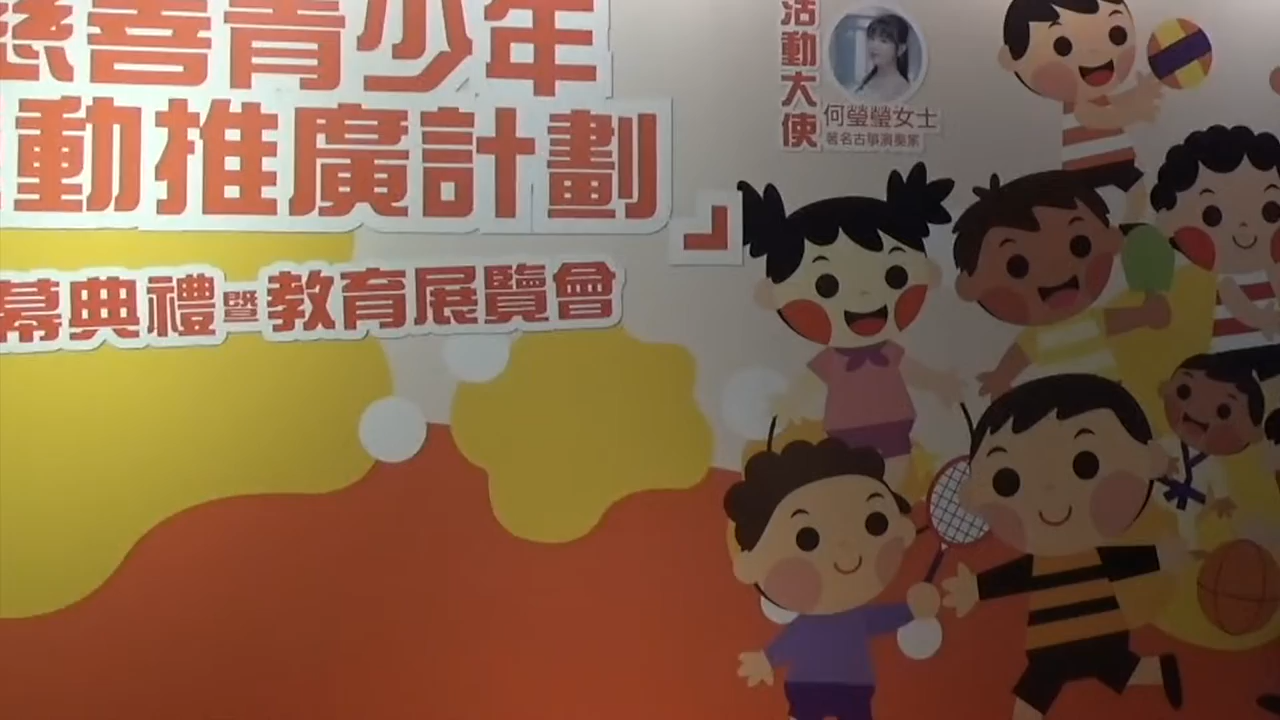 慈善青少年
動推廣計劃」
幕典禮暨教育展覽會
活動大使
何瑩瑩女士
著名古箏演奏家